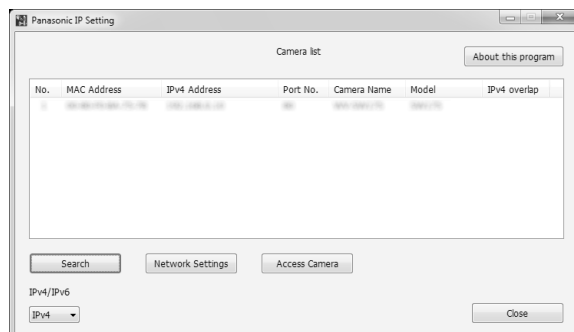 Panasonic IP Setting
Camera list
About this program
No. MAC Address IPv4 Address Port No. Camera Name Model IPv4 overlap
Search Network Settings Access Camera
IPv4/IPv6
IPv4 Close